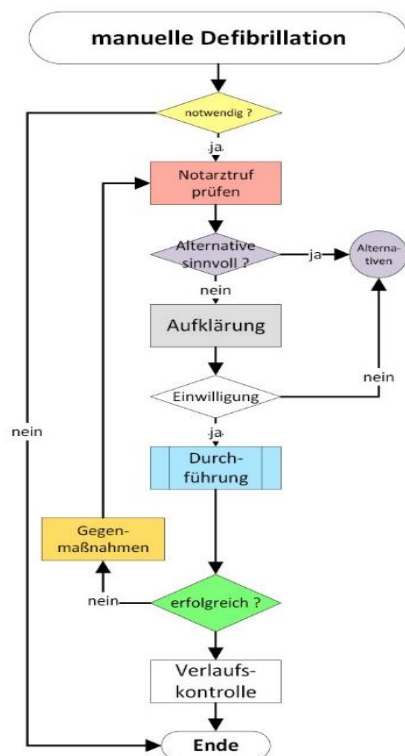 manuelle Defibrillation
notwendig ?
ja
Notarztruf
prüfen
Alternative
sinnvoll ?
ja
Alterna-
tiven
nein
Aufklärung
Einwilligung
nein
ja
nein
Durch-
führung
Gegen-
maßnahmen
nein
erfolgreich ?
Verlaufs-
kontrolle
Ende